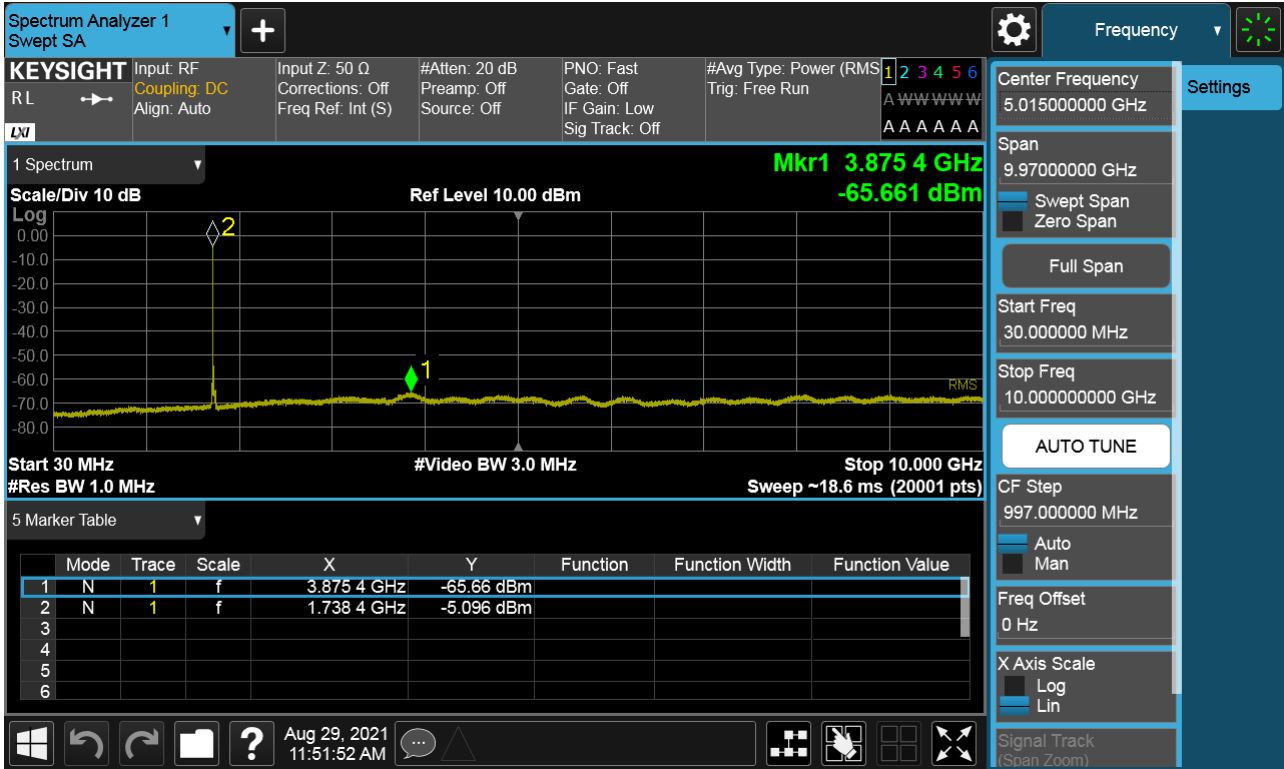 Spectrum Analyzer 1
Swept SA
Frequency
KEYSIGHT
R L
LXI
Input: RF
Coupling: DC
Align: Auto
Input Z: 50 Ω
Corrections: Off
Freq Ref: Int (S)
#Atten: 20 dB
Preamp: Off
Source: Off
PNO: Fast
Gate: Off
IF Gain: Low
Sig Track: Off
#Avg Type: Power (RMS
Trig: Free Run
1 2 3 4 5 6
A W W W W W
A A A A A A
1 Spectrum
Mkr1 3.875 4 GHz
-65.661 dBm
Scale/Div 10 dB
Ref Level 10.00 dBm
Log
0.00
-10.0
-20.0
-30.0
-40.0
-50.0
-60.0
-70.0
-80.0
2
1
RMS
Start 30 MHz
#Video BW 3.0 MHz
Stop 10.000 GHz
#Res BW 1.0 MHz
Sweep ~18.6 ms (20001 pts)
5 Marker Table
Mode Trace Scale X Y Function Function Width Function Value
1 N 1 f 3.875 4 GHz -65.66 dBm
2 N 1 f 1.738 4 GHz -5.096 dBm
3
4
5
6
?
Aug 29, 2021
11:51:52 AM
Settings
Center Frequency
5.015000000 GHz
Span
9.97000000 GHz
Swept Span
Zero Span
Full Span
Start Freq
30.000000 MHz
Stop Freq
10.000000000 GHz
AUTO TUNE
CF Step
997.000000 MHz
Auto
Man
Freq Offset
0 Hz
X Axis Scale
Log
Lin
Signal Track
(Span Zoom)